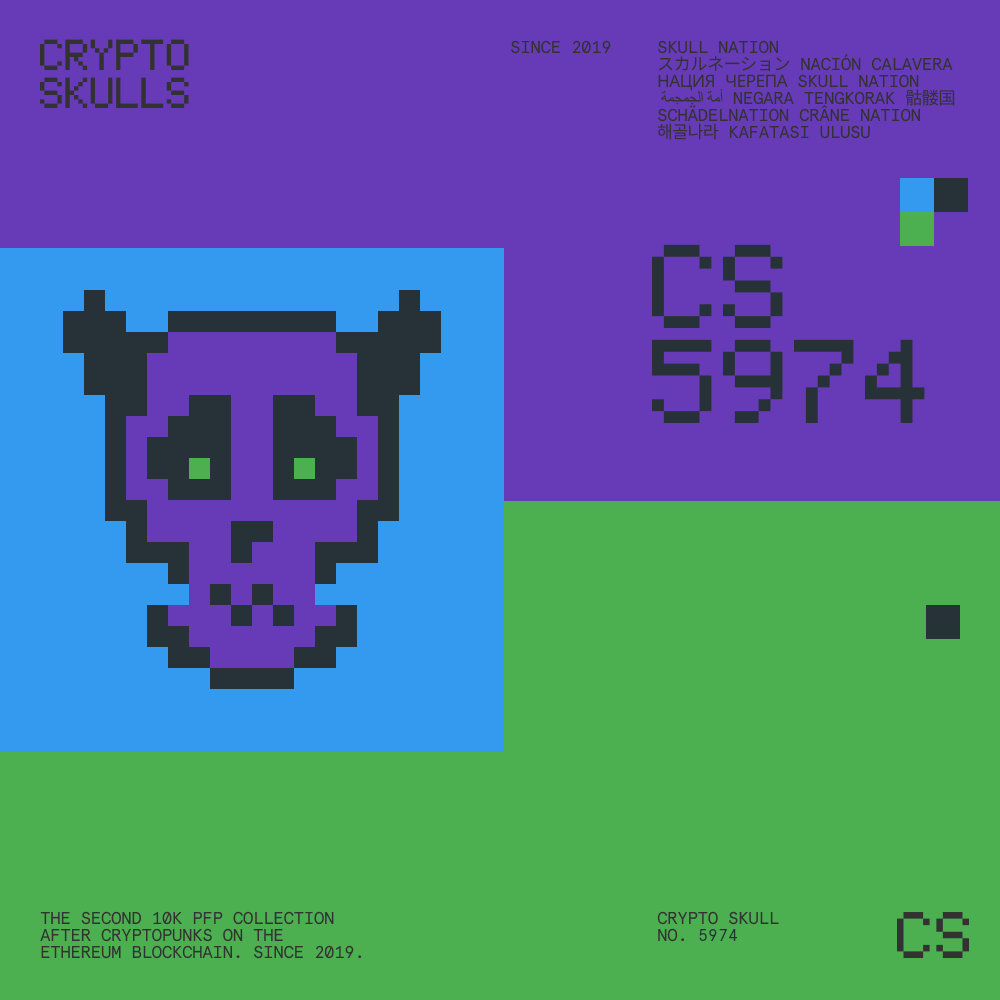 CRYPTO
SKULLS
SINCE 2019
SKULL NATION
スカルネーション NACIÓN CALAVERA
НАЦИЯ ЧЕРЕПА SKULL NATION
أمة الجمجمة NEGARA TENGKORAK 骷髅国
SCHÄDELNATION CRÂNE NATION
해골나라 KAFATASI ULUSU
CS
5974
THE SECOND 10K PFP COLLECTION
AFTER CRYPTOPUNKS ON THE
ETHEREUM BLOCKCHAIN. SINCE 2019.
CRYPTO SKULL
NO. 5974
CS